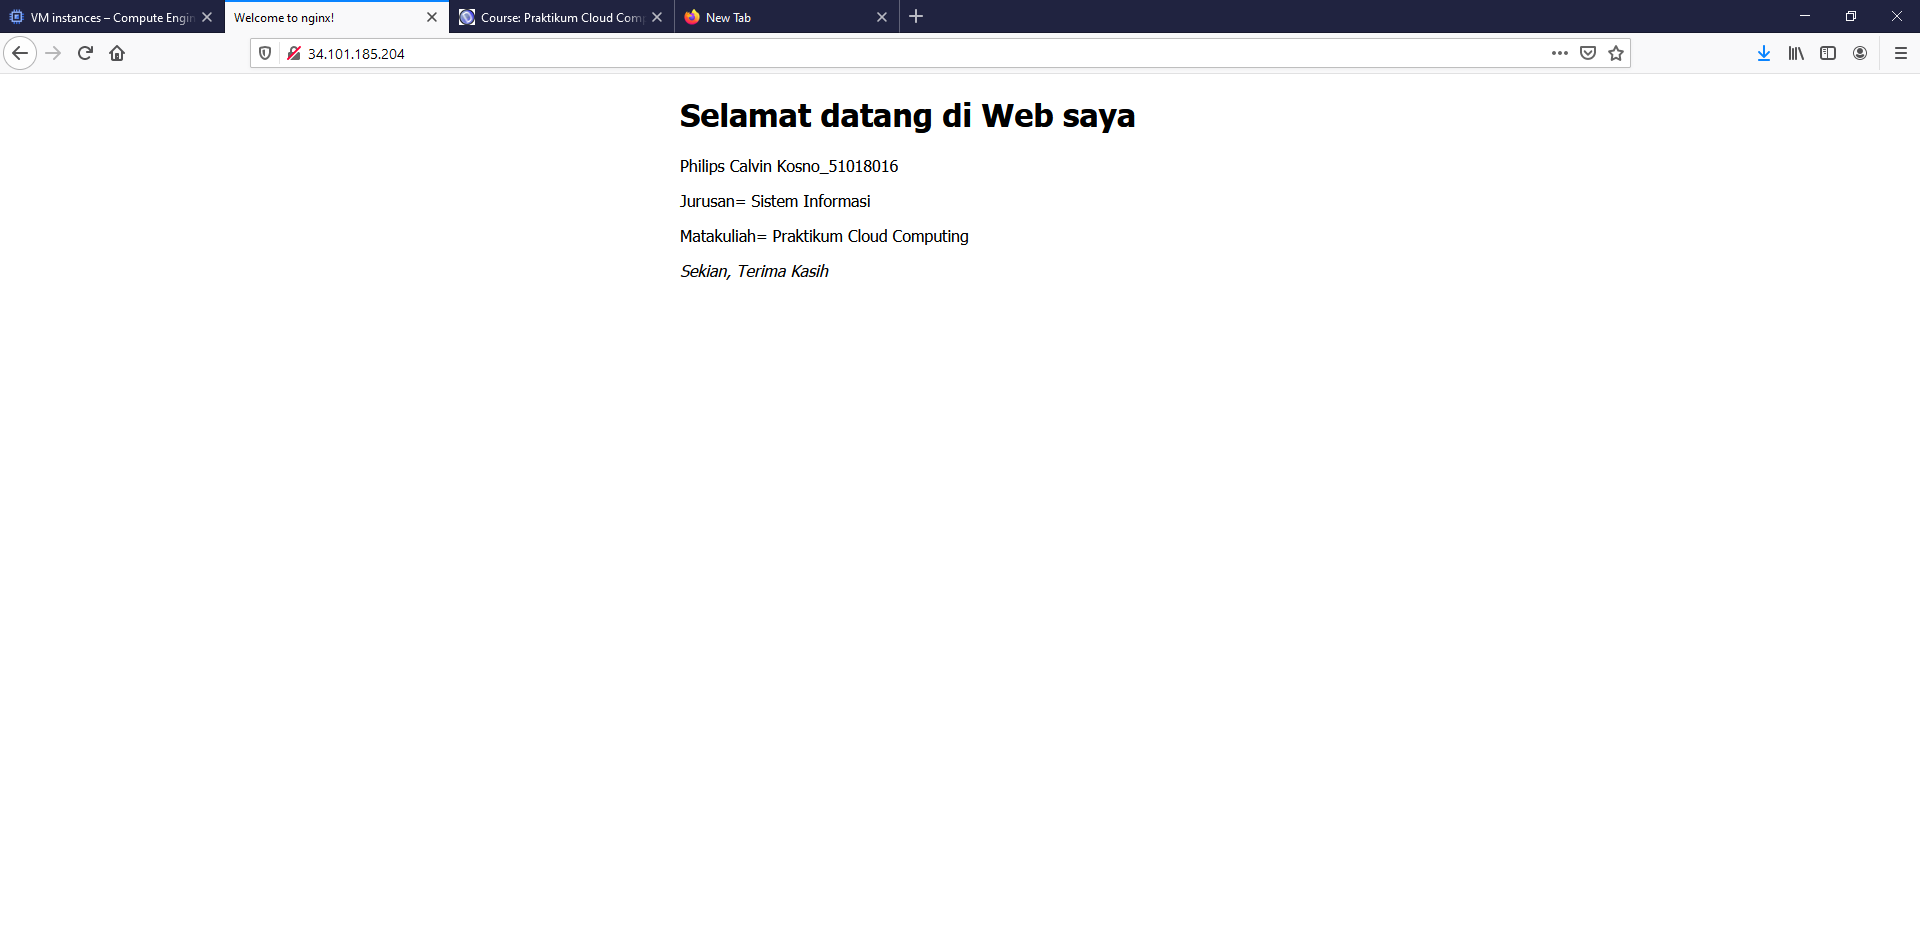 VM instances – Compute Engin
Welcome to nginx!
Course: Praktikum Cloud Com
New Tab
34.101.185.204
Selamat datang di Web saya
Philips Calvin Kosno_51018016
Jurusan= Sistem Informasi
Matakuliah= Praktikum Cloud Computing
Sekian, Terima Kasih